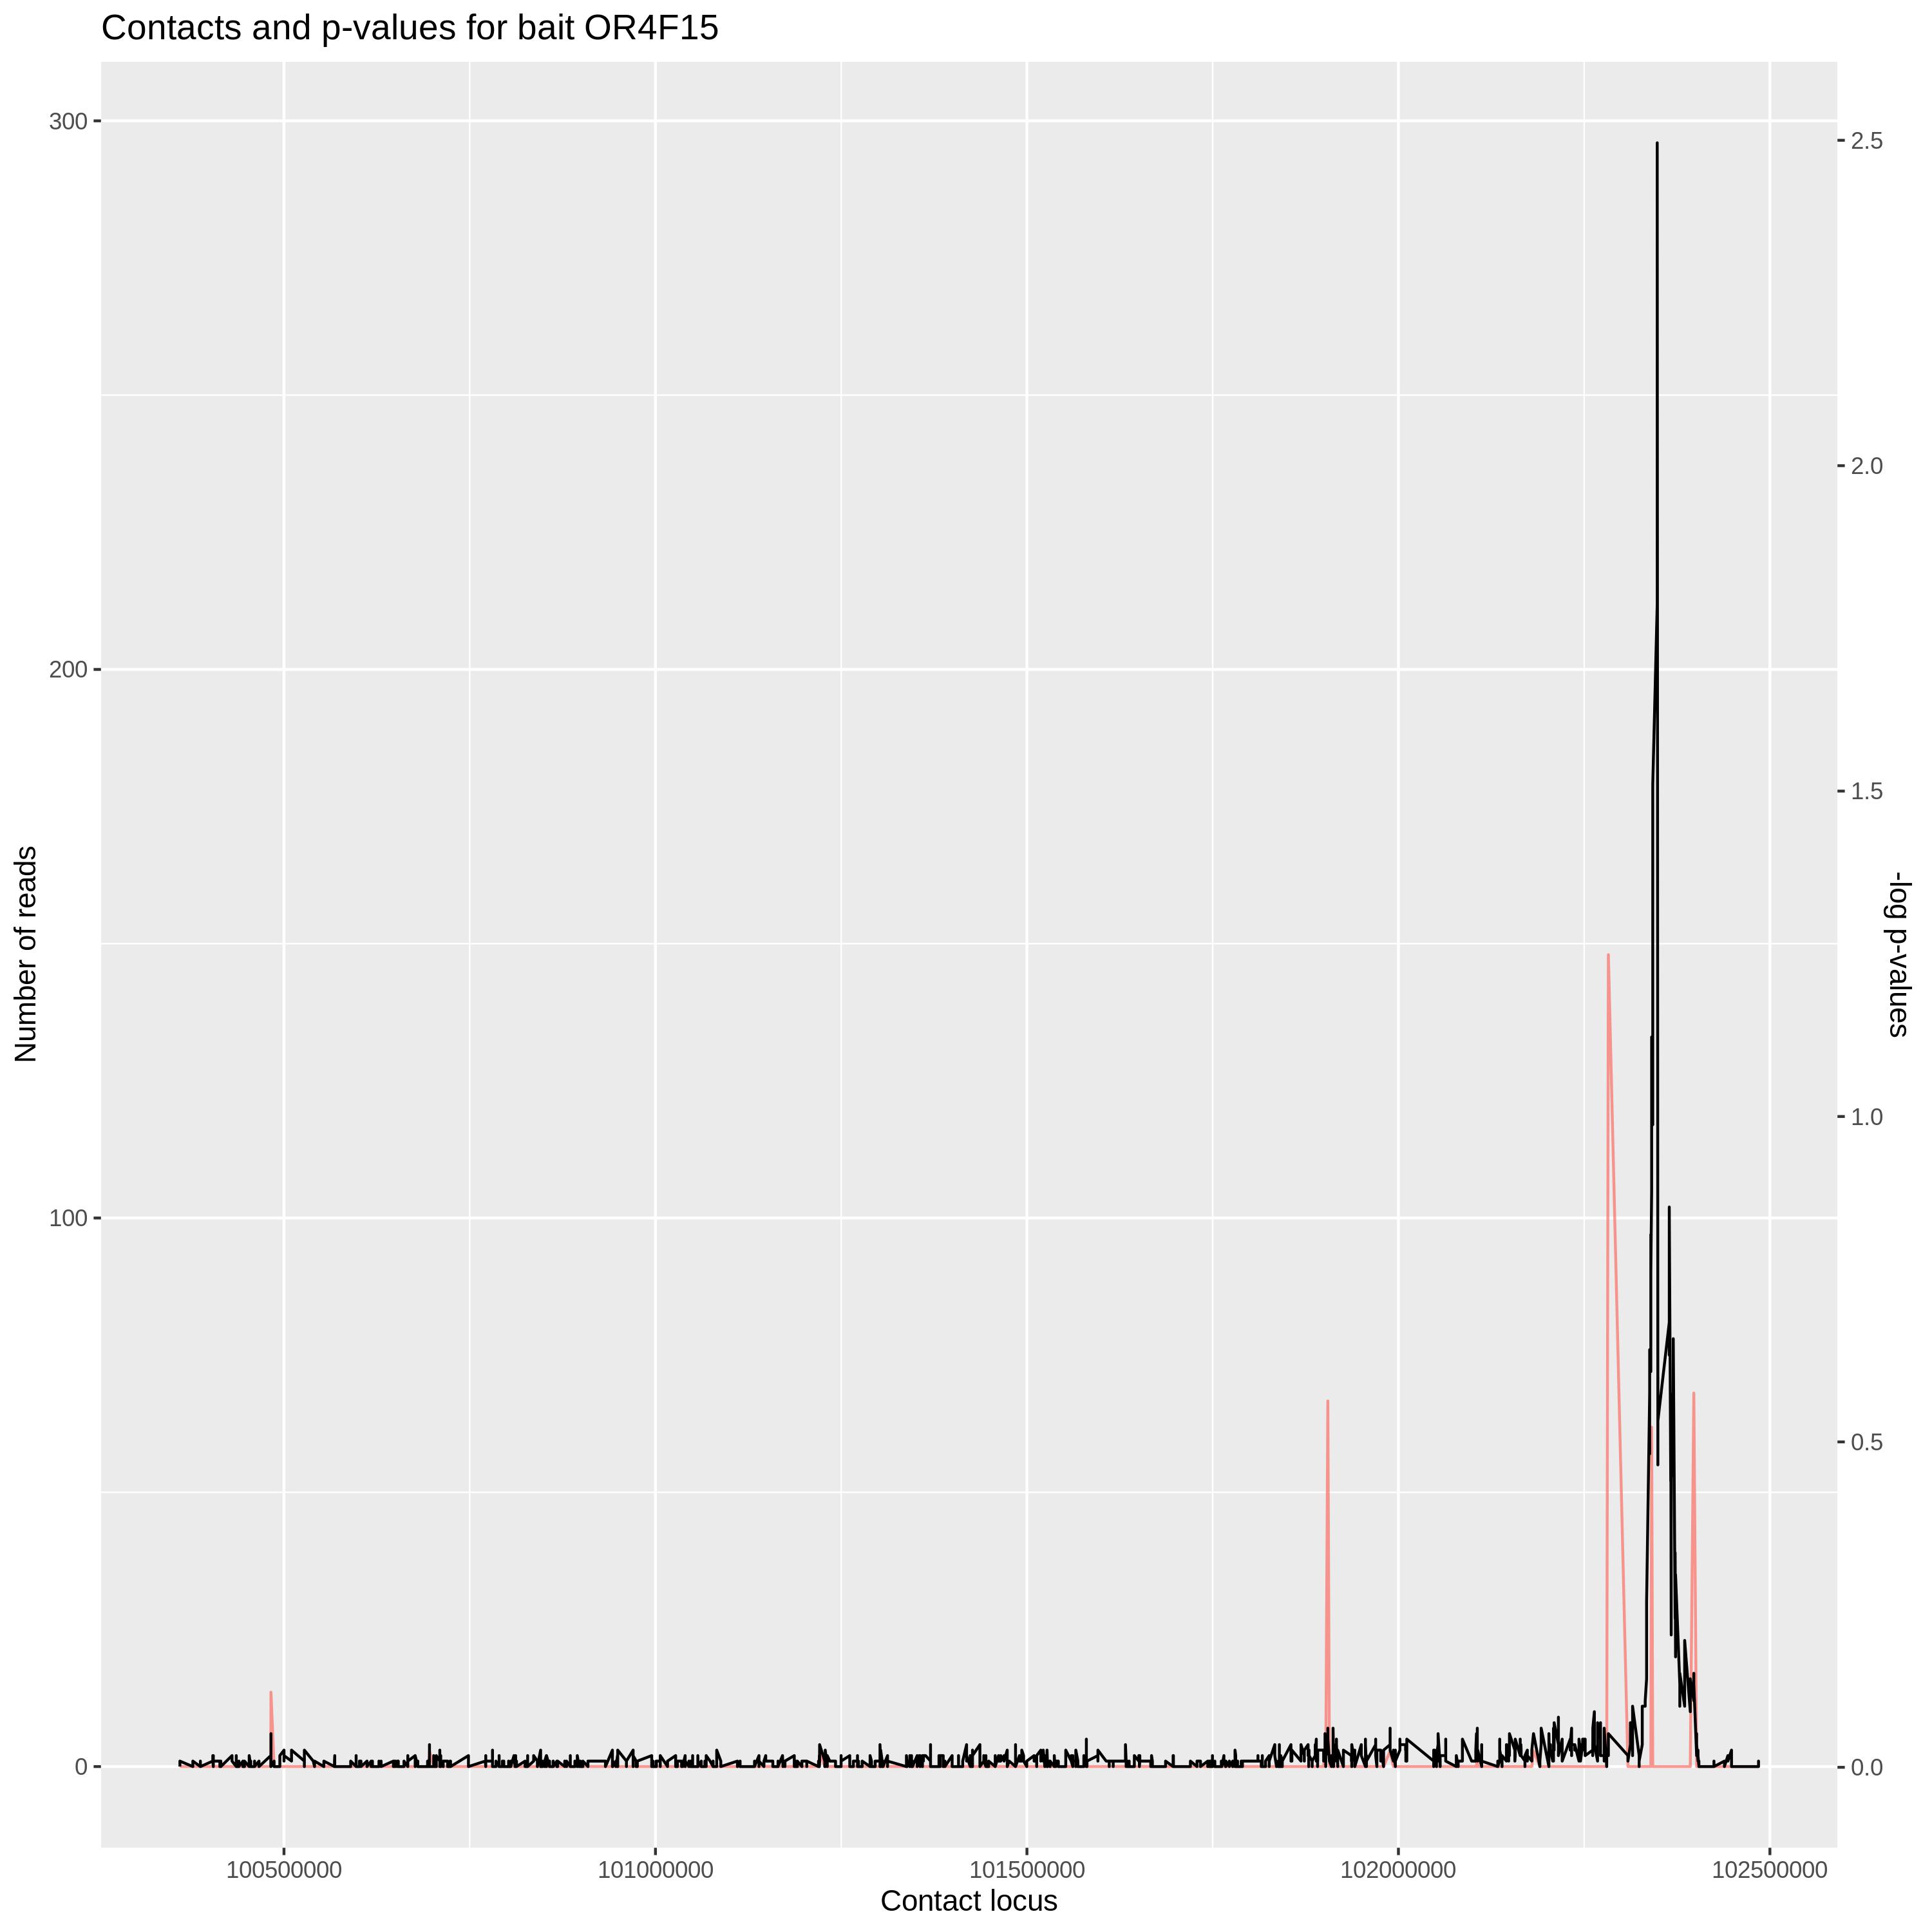 Contacts and p-values for bait OR4F15
300
200
100
0
Number of reads
2.5
2.0
1.5
1.0
0.5
0.0
-log p-values
100500000 101000000 101500000 102000000 102500000
Contact locus